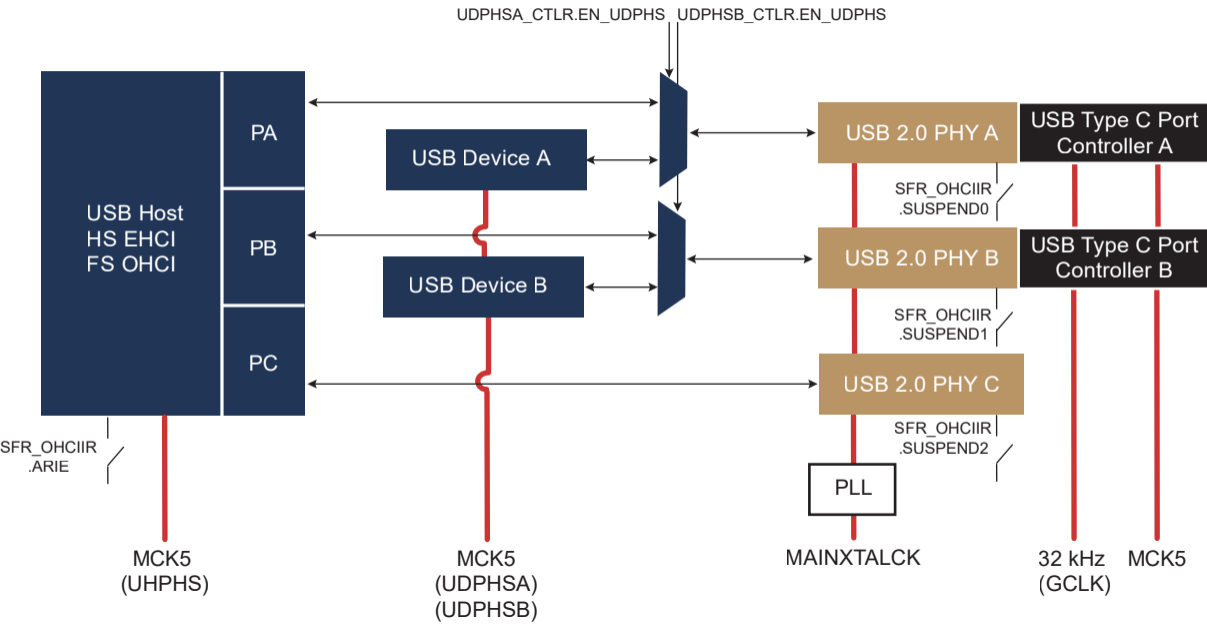 UDPHSA_CTLR.EN_UDPHS
UDPHSB_CTLR.EN_UDPHS
USB Host
HS EHCI
FS OHCI
PA
PB
PC
USB Device A
USB Device B
USB 2.0 PHY A
USB Type C Port
Controller A
SFR_OHCIIR
.SUSPEND0
USB 2.0 PHY B
USB Type C Port
Controller B
SFR_OHCIIR
.SUSPEND1
USB 2.0 PHY C
SFR_OHCIIR
.SUSPEND2
SFR_OHCIIR
.ARIE
PLL
MCK5
(UHPHS)
MCK5
(UDPHSA)
(UDPHSB)
MAINXTALCK
32 kHz
(GCLK)
MCK5